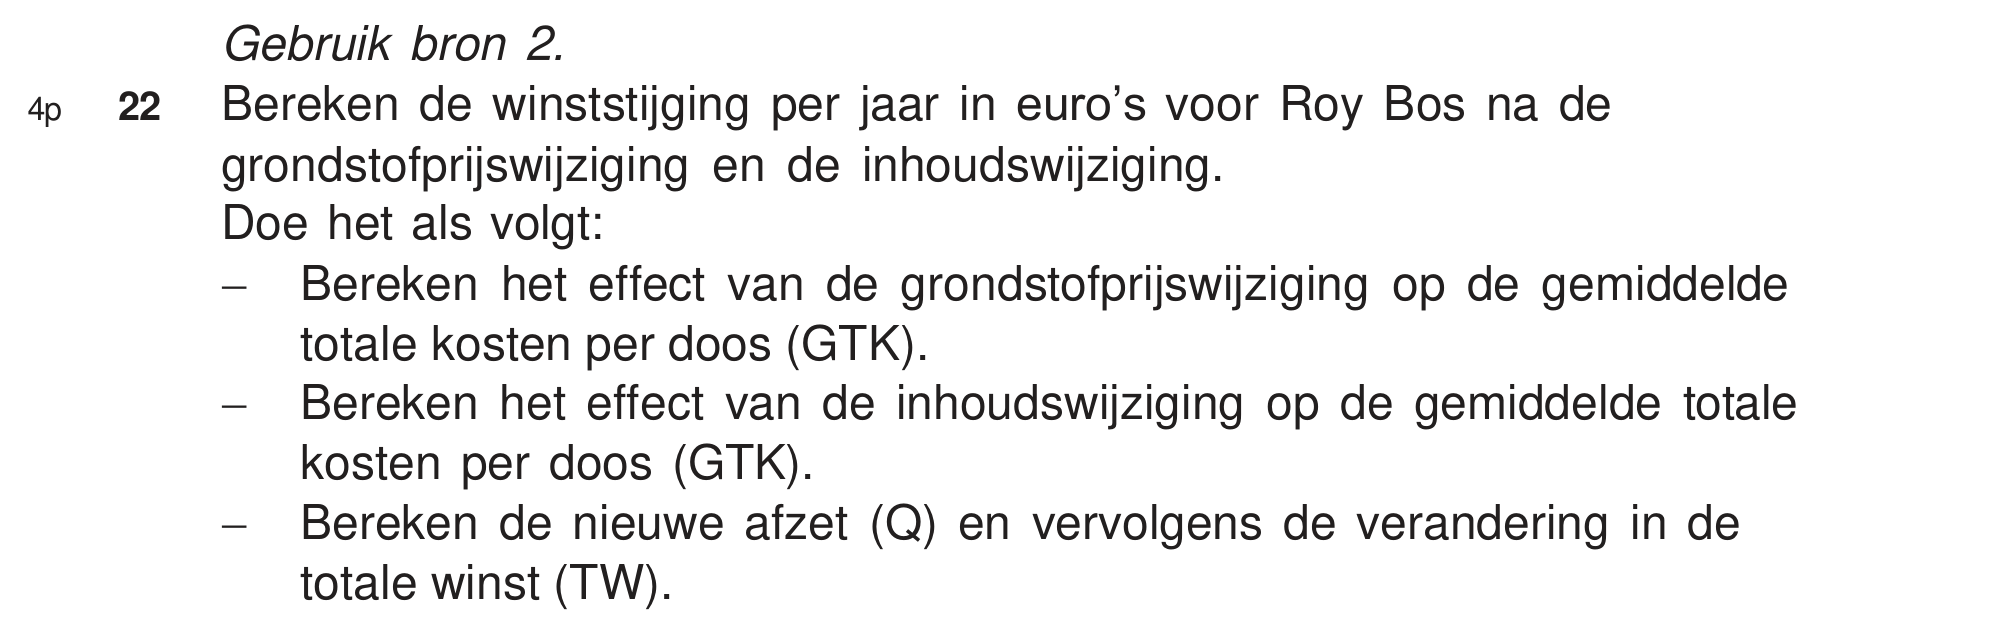 Gebruik bron 2.
4p 22 Bereken de winststijging per jaar in euro’s voor Roy Bos na de
grondstofprijswijziging en de inhoudswijziging.
Doe het als volgt:
– Bereken het effect van de grondstofprijswijziging op de gemiddelde
totale kosten per doos (GTK).
– Bereken het effect van de inhoudswijziging op de gemiddelde totale
kosten per doos (GTK).
– Bereken de nieuwe afzet (Q) en vervolgens de verandering in de
totale winst (TW).